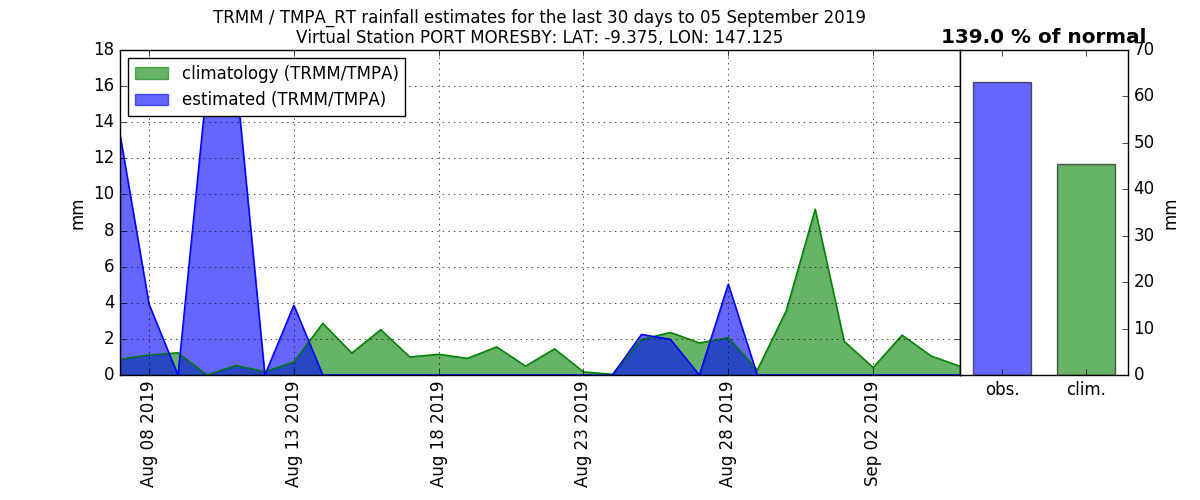 TRMM / TMPA_RT rainfall estimates for the last 30 days to 05 September 2019
Virtual Station PORT MORESBY: LAT: -9.375, LON: 147.125
139.0 % of normal
climatology (TRMM/TMPA)
estimated (TRMM/TMPA)
18
16
14
12
10
8
6
4
2
0
mm
Aug 08 2019
Aug 13 2019
Aug 18 2019
Aug 23 2019
Aug 28 2019
Sep 02 2019
70
60
50
40
30
20
10
0
mm
obs.
clim.